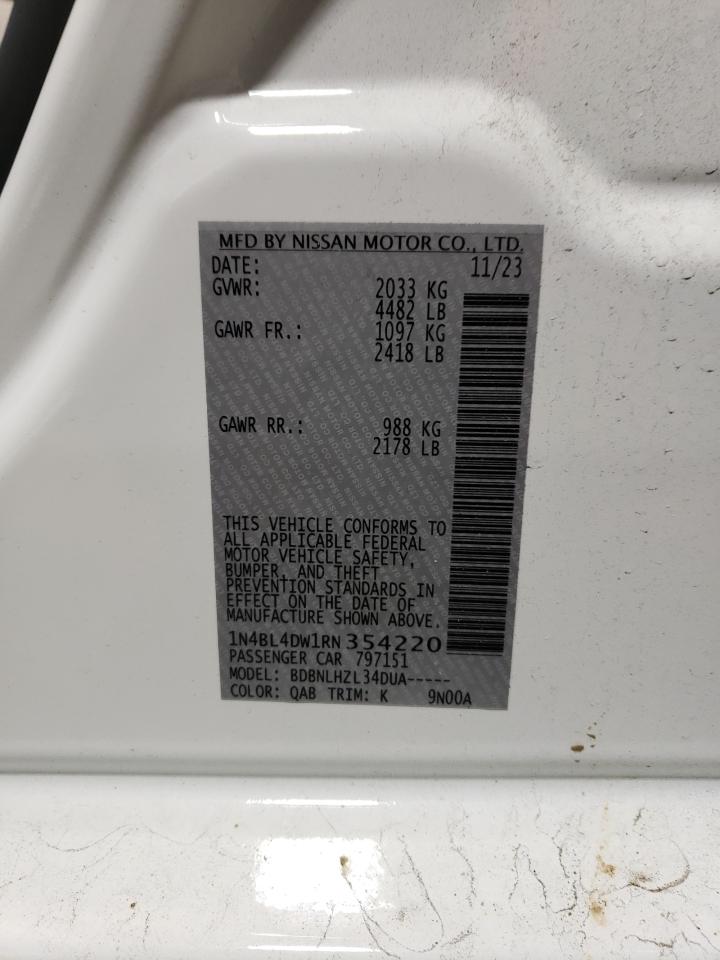 MFD BY NISSAN MOTOR CO., LTD.
DATE: 11/23
GVWR: 2033 KG
4482 LB
GAWR FR.: 1097 KG
2418 LB
GAWR RR.: 988 KG
2178 LB
THIS VEHICLE CONFORMS TO
ALL APPLICABLE FEDERAL
MOTOR VEHICLE SAFETY,
BUMPER, AND THEFT
PREVENTION STANDARDS IN
EFFECT ON THE DATE OF
MANUFACTURE SHOWN ABOVE.
1N4BL4DW1RN354220
PASSENGER CAR 797151
MODEL: BDBNLHZL34DUA-----
COLOR: QAB TRIM: K 9N00A